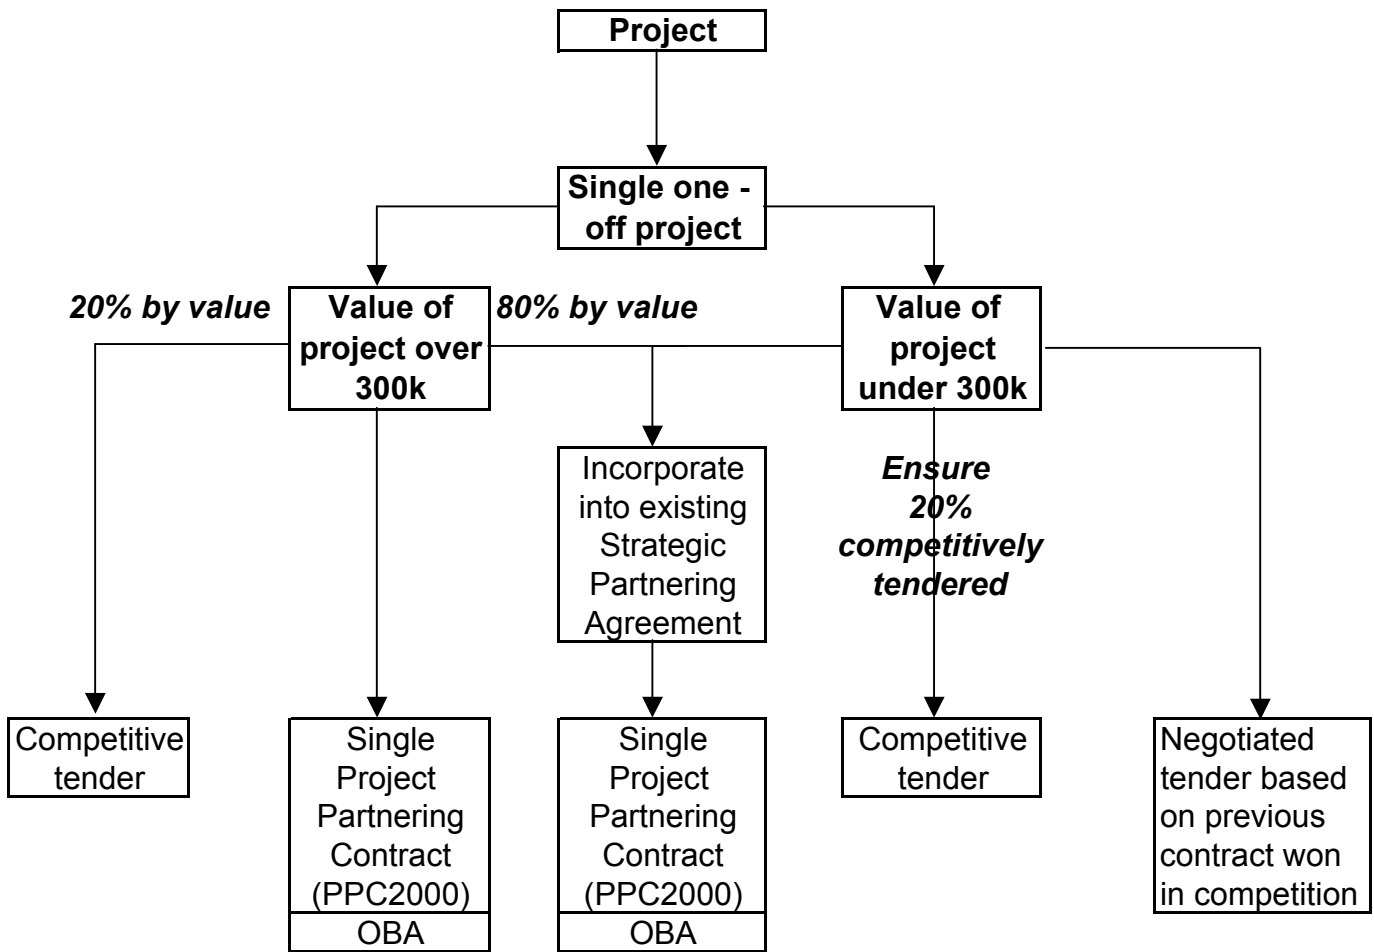 Project
Single one -
off project
20% by value
Value of
project over
300k
80% by value
Value of
project
under 300k
Incorporate
into existing
Strategic
Partnering
Agreement
Ensure
20%
competitively
tendered
Competitive
tender
Single
Project
Partnering
Contract
(PPC2000)
OBA
Single
Project
Partnering
Contract
(PPC2000)
OBA
Competitive
tender
Negotiated
tender based
on previous
contract won
in competition